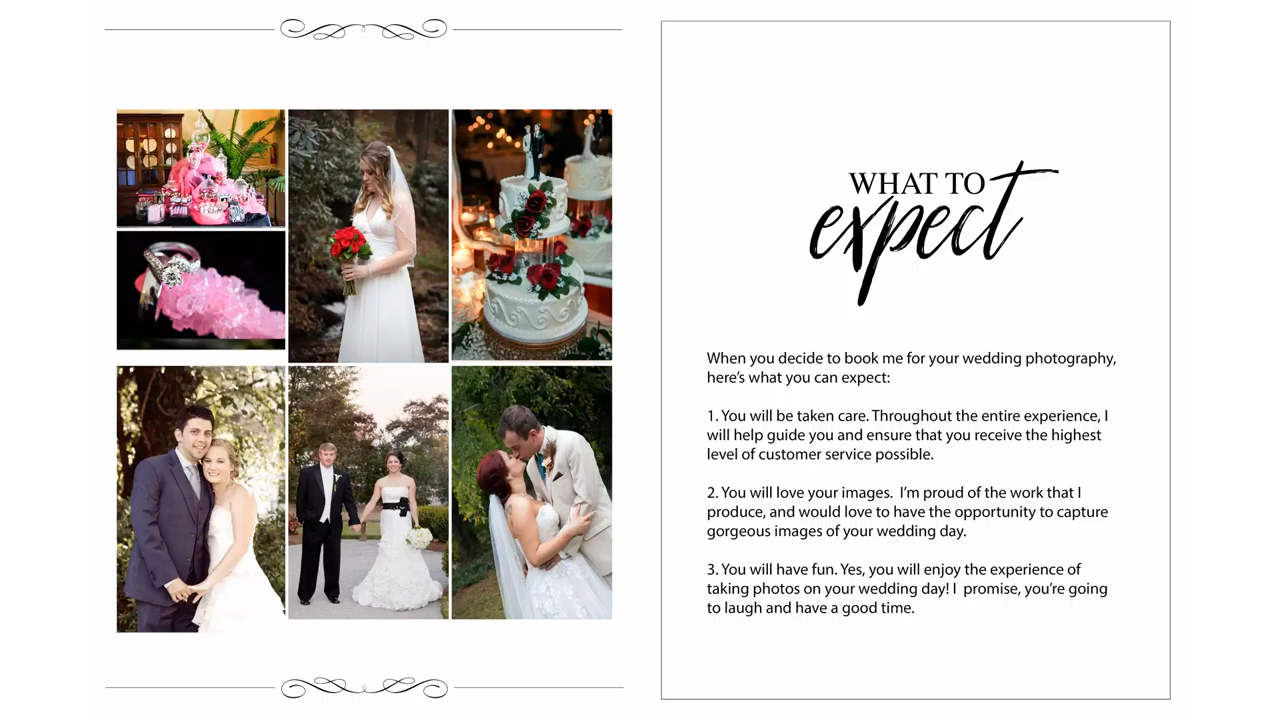 WHAT TO
expect
When you decide to book me for your wedding photography,
here's what you can expect:
1. You will be taken care. Throughout the entire experience, I
will help guide you and ensure that you receive the highest
level of customer service possible.
2. You will love your images.  I'm proud of the work that I
produce, and would love to have the opportunity to capture
gorgeous images of your wedding day.
3. You will have fun. Yes, you will enjoy the experience of
taking photos on your wedding day! I  promise, you're going
to laugh and have a good time.